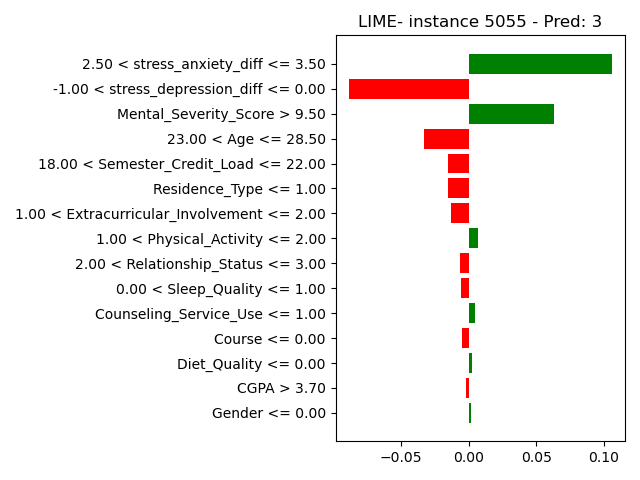 LIME- instance 5055 - Pred: 3
2.50 < stress_anxiety_diff <= 3.50
-1.00 < stress_depression_diff <= 0.00
Mental_Severity_Score > 9.50
23.00 < Age <= 28.50
18.00 < Semester_Credit_Load <= 22.00
Residence_Type <= 1.00
1.00 < Extracurricular_Involvement <= 2.00
1.00 < Physical_Activity <= 2.00
2.00 < Relationship_Status <= 3.00
0.00 < Sleep_Quality <= 1.00
Counseling_Service_Use <= 1.00
Course <= 0.00
Diet_Quality <= 0.00
CGPA > 3.70
Gender <= 0.00
−0.05 0.00 0.05 0.10